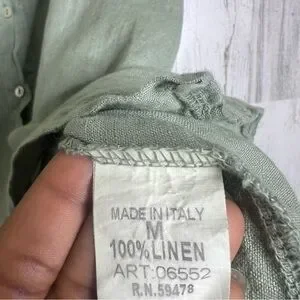 MADE IN ITALY
M
100% LINEN
ART: 06552
R.N. 59478